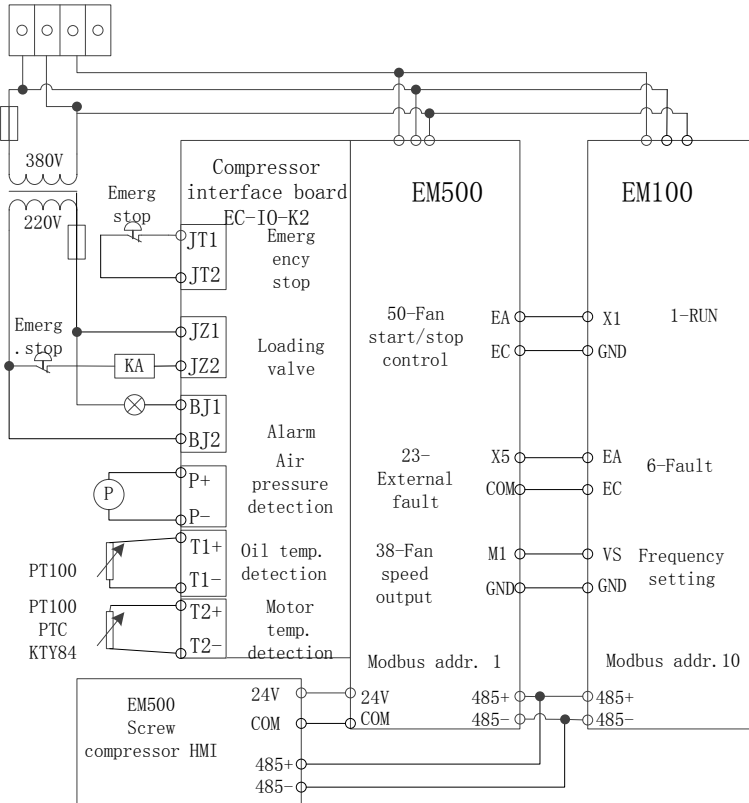 380V
220V
Emerg
stop
Emerg
.stop
KA
P
PT100
PT100
PTC
KTY84
Compressor
interface board
EC-IO-K2
JT1
JT2
Emerg
ency
stop
JZ1
JZ2
Loading
valve
BJ1
BJ2
Alarm
P+
P-
Air
pressure
detection
T1+
T1-
Oil temp.
detection
T2+
T2-
Motor
temp.
detection
EM500
50-Fan
start/stop
control
EA
EC
23-
External
fault
X5
COM
38-Fan
speed
output
M1
GND
Modbus addr. 1
24V
COM
485+
485-
EM100
X1
GND
1-RUN
EA
EC
6-Fault
VS
GND
Frequency
setting
Modbus addr.10
485+
485-
EM500
Screw
compressor HMI
24V
COM
485+
485-